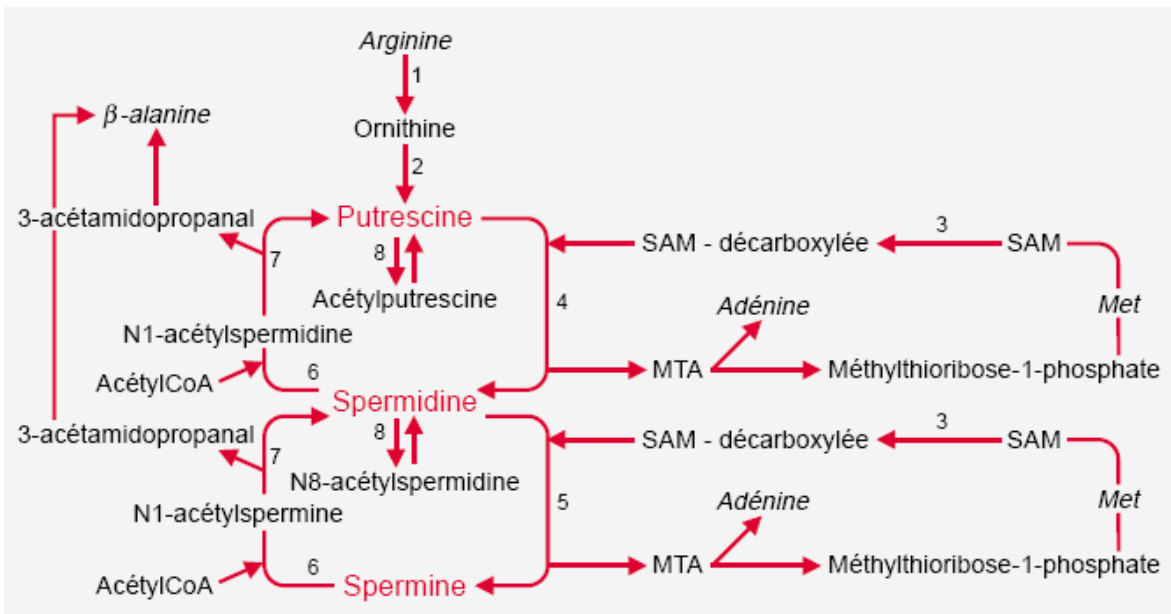 Arginine
1
β-alanine
Ornithine
2
3-acétamidopropanal
Putrescine
3
SAM - décarboxylée
SAM
7
8
Acétylputrescine
4
Adénine
Met
N1-acétylspermidine
AcétylCoA
6
MTA
Méthylthioribose-1-phosphate
Spermidine
3-acétamidopropanal
3
SAM - décarboxylée
SAM
7
8
N8-acétylspermidine
5
Adénine
Met
N1-acétylspermine
AcétylCoA
6
Spermine
MTA
Méthylthioribose-1-phosphate